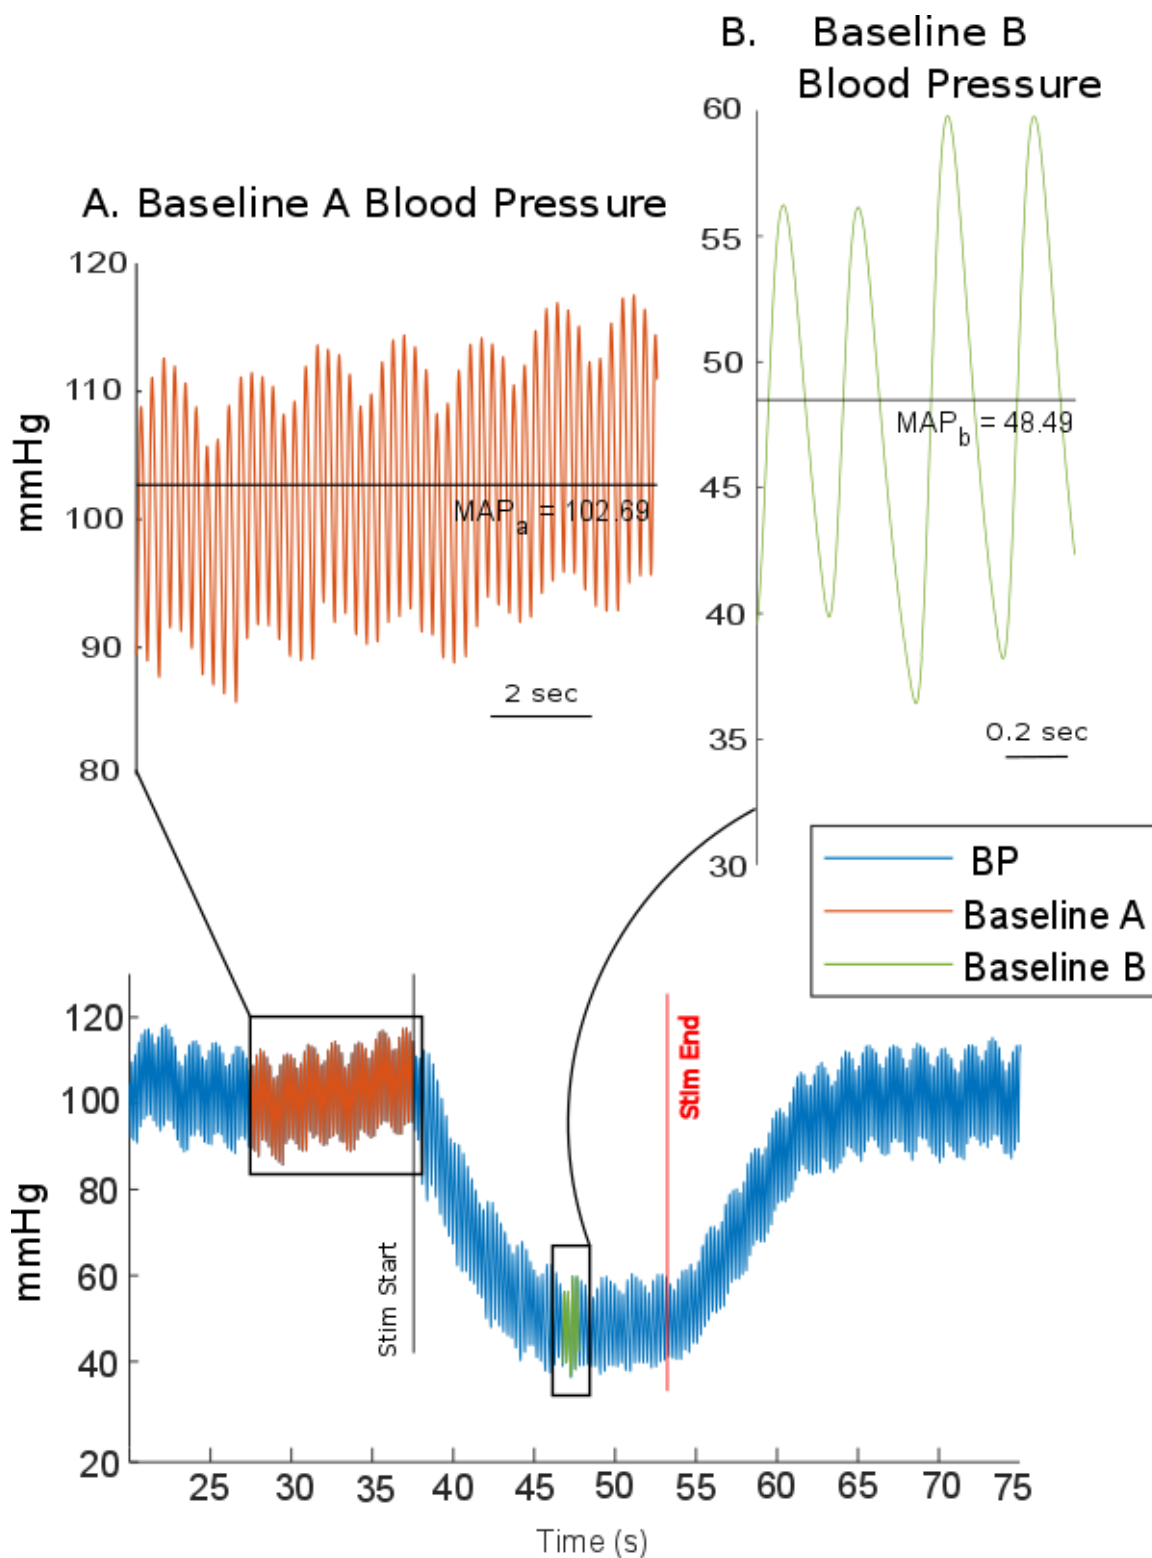 B. Baseline B
Blood Pressure
60
55
50
45
40
35
30
MAPb = 48.49
0.2 sec
A. Baseline A Blood Pressure
120
110
100
90
80
mmHg
MAPa = 102.69
2 sec
BP
Baseline A
Baseline B
120
100
80
60
40
20
mmHg
Stim Start
Stim End
25 30 35 40 45 50 55 60 65 70 75
Time (s)